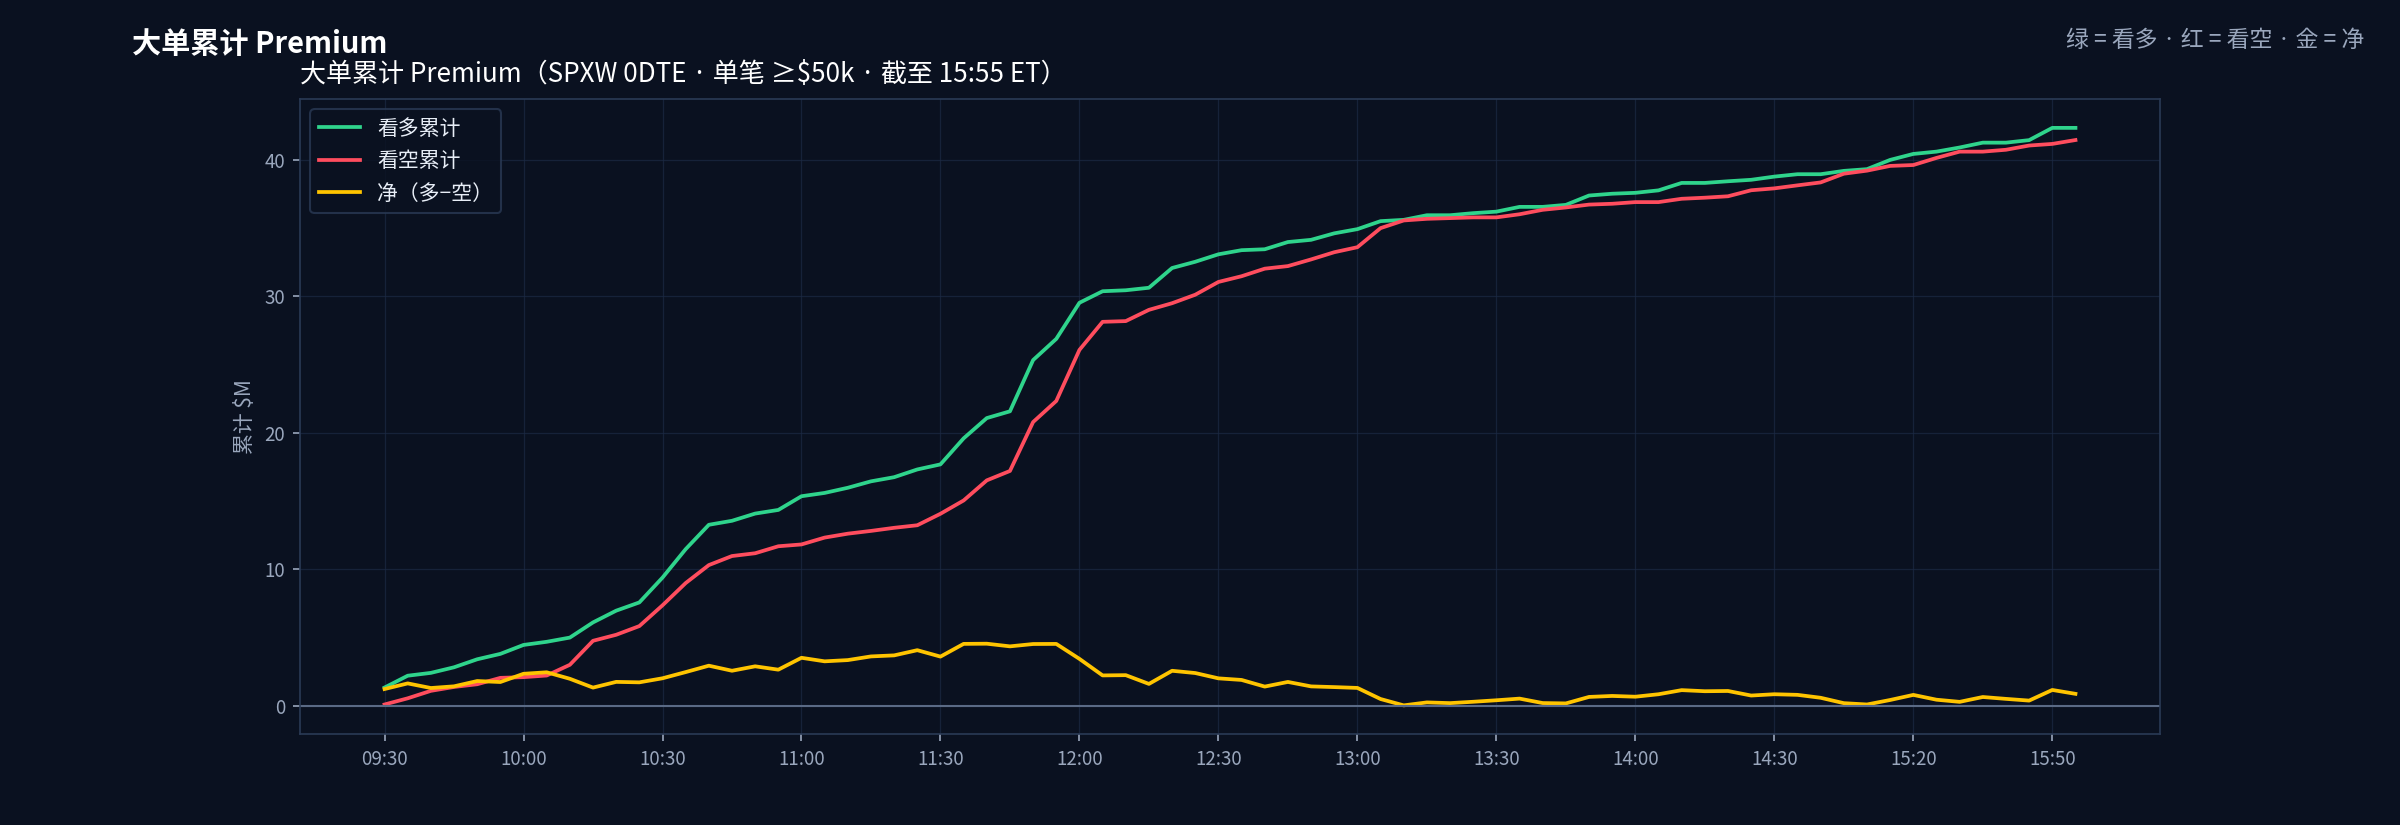 大单累计 Premium
绿 = 看多 · 红 = 看空 · 金 = 净
大单累计 Premium（SPXW 0DTE · 单笔 ≥$50k · 截至 15:55 ET）
看多累计
看空累计
净（多−空）
累计 $M
40
30
20
10
0
09:30 10:00 10:30 11:00 11:30 12:00 12:30 13:00 13:30 14:00 14:30 15:20 15:50